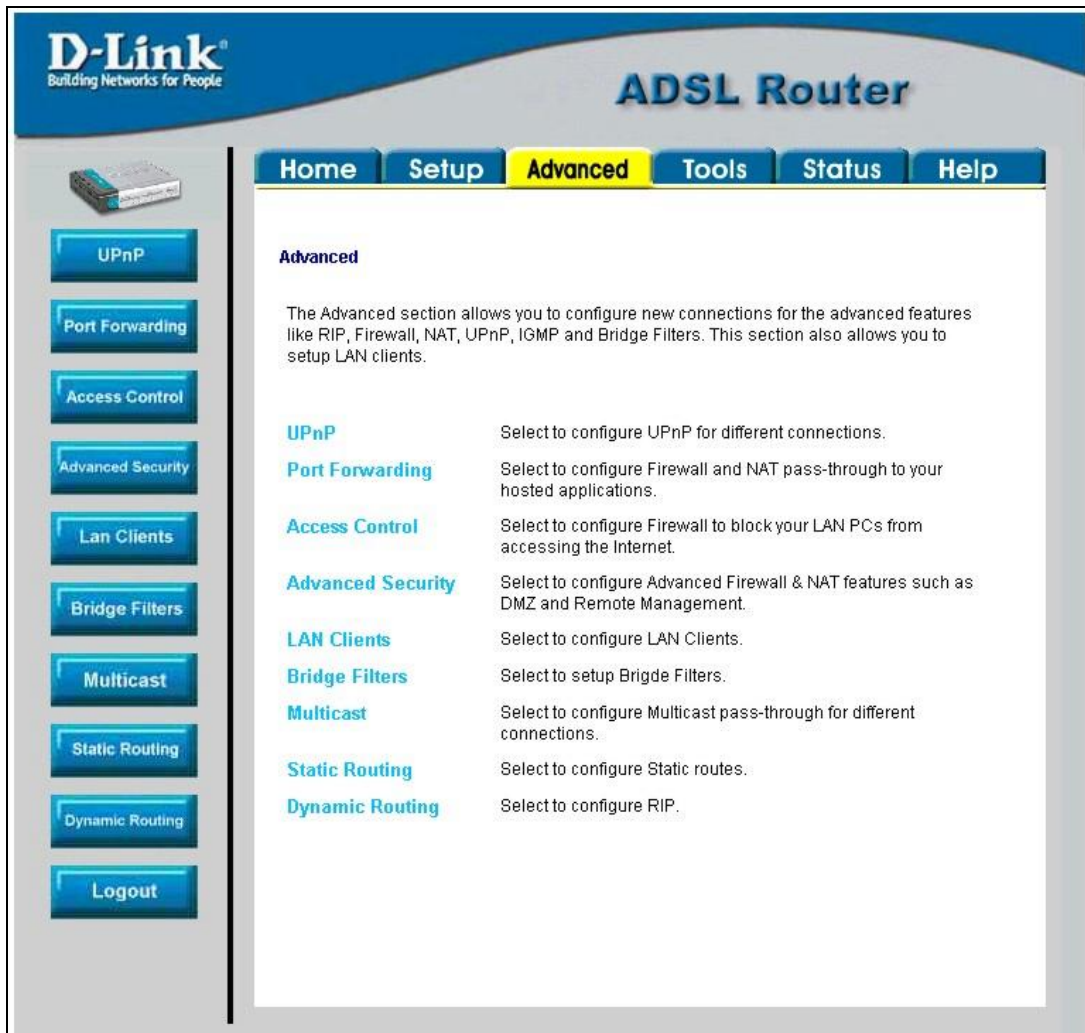 D-Link®
Building Networks for People
ADSL Router
Home Setup Advanced Tools Status Help
UPnP
Port Forwarding
Access Control
Advanced Security
Lan Clients
Bridge Filters
Multicast
Static Routing
Dynamic Routing
Logout
Advanced
The Advanced section allows you to configure new connections for the advanced features
like RIP, Firewall, NAT, UPnP, IGMP and Bridge Filters. This section also allows you to
setup LAN clients.
UPnP Select to configure UPnP for different connections.
Port Forwarding Select to configure Firewall and NAT pass-through to your
hosted applications.
Access Control Select to configure Firewall to block your LAN PCs from
accessing the Internet.
Advanced Security Select to configure Advanced Firewall & NAT features such as
DMZ and Remote Management.
LAN Clients Select to configure LAN Clients.
Bridge Filters Select to setup Brigde Filters.
Multicast Select to configure Multicast pass-through for different
connections.
Static Routing Select to configure Static routes.
Dynamic Routing Select to configure RIP.